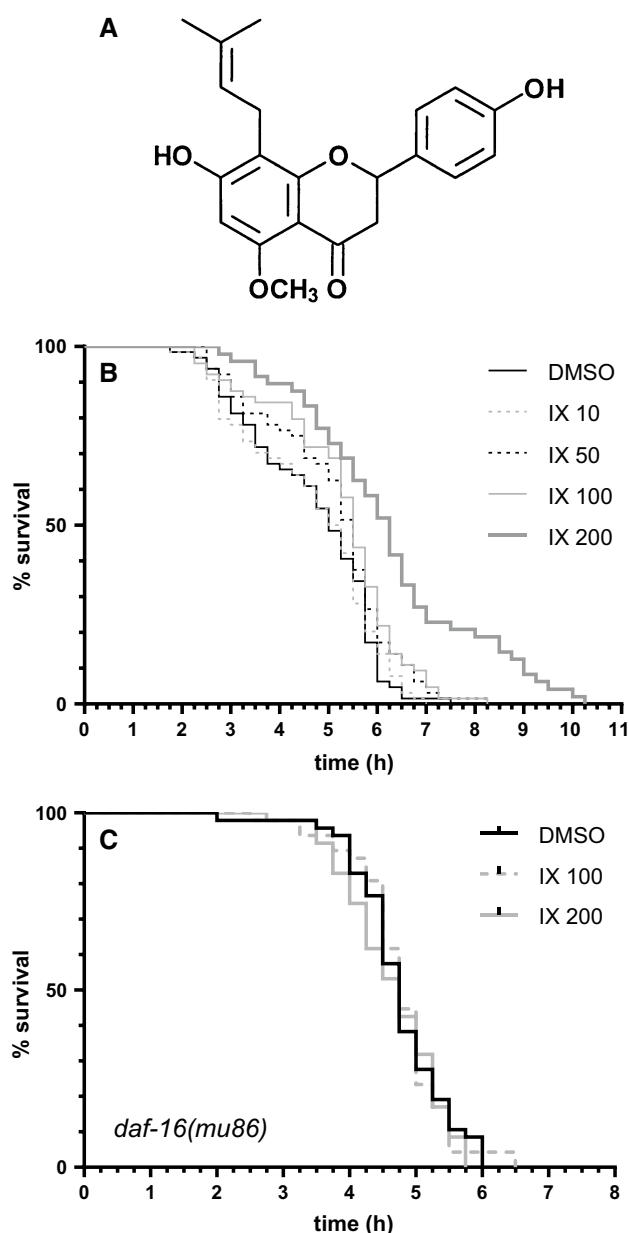 A
OH
HO
O
OCH₃
O
B
% survival
100
50
0
DMSO
IX 10
IX 50
IX 100
IX 200
0 1 2 3 4 5 6 7 8 9 10 11
time (h)
C
% survival
100
50
0
DMSO
IX 100
IX 200
daf-16(mu86)
0 1 2 3 4 5 6 7 8
time (h)